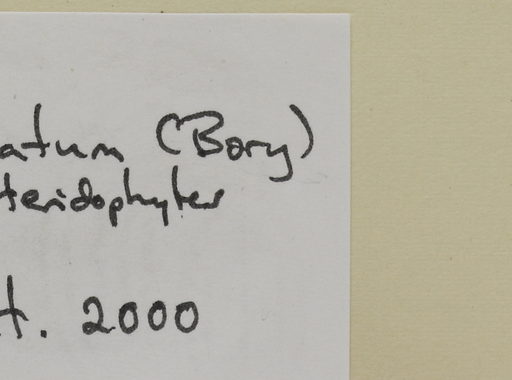 atum (Bory)
teridophyter
t. 2000